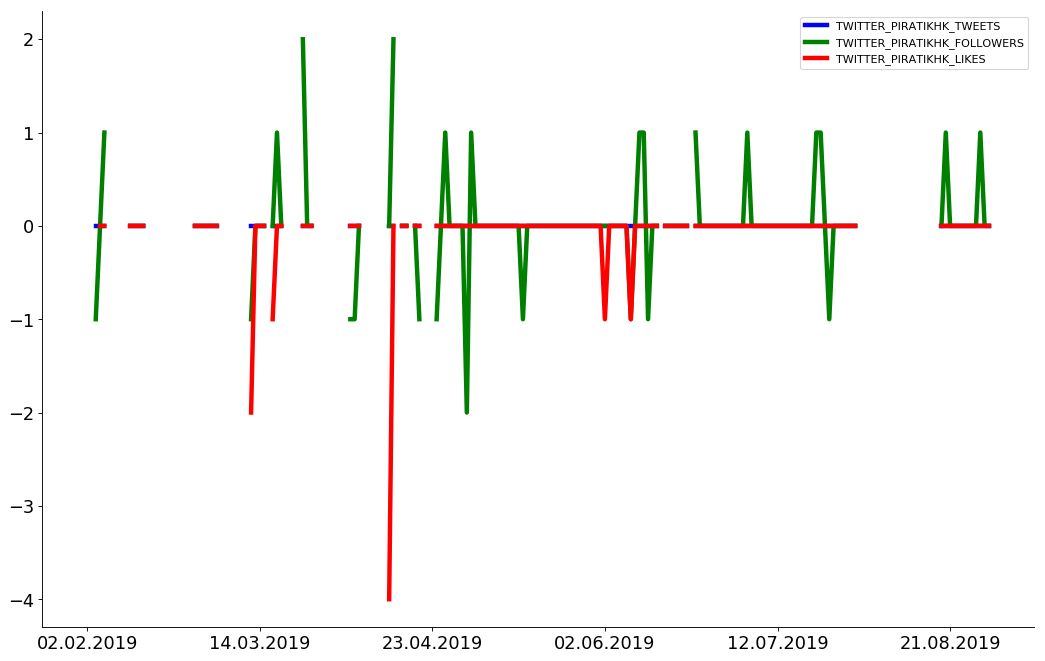 TWITTER_PIRATIKHK_TWEETS
TWITTER_PIRATIKHK_FOLLOWERS
TWITTER_PIRATIKHK_LIKES
2
1
0
−1
−2
−3
−4
02.02.2019 14.03.2019 23.04.2019 02.06.2019 12.07.2019 21.08.2019